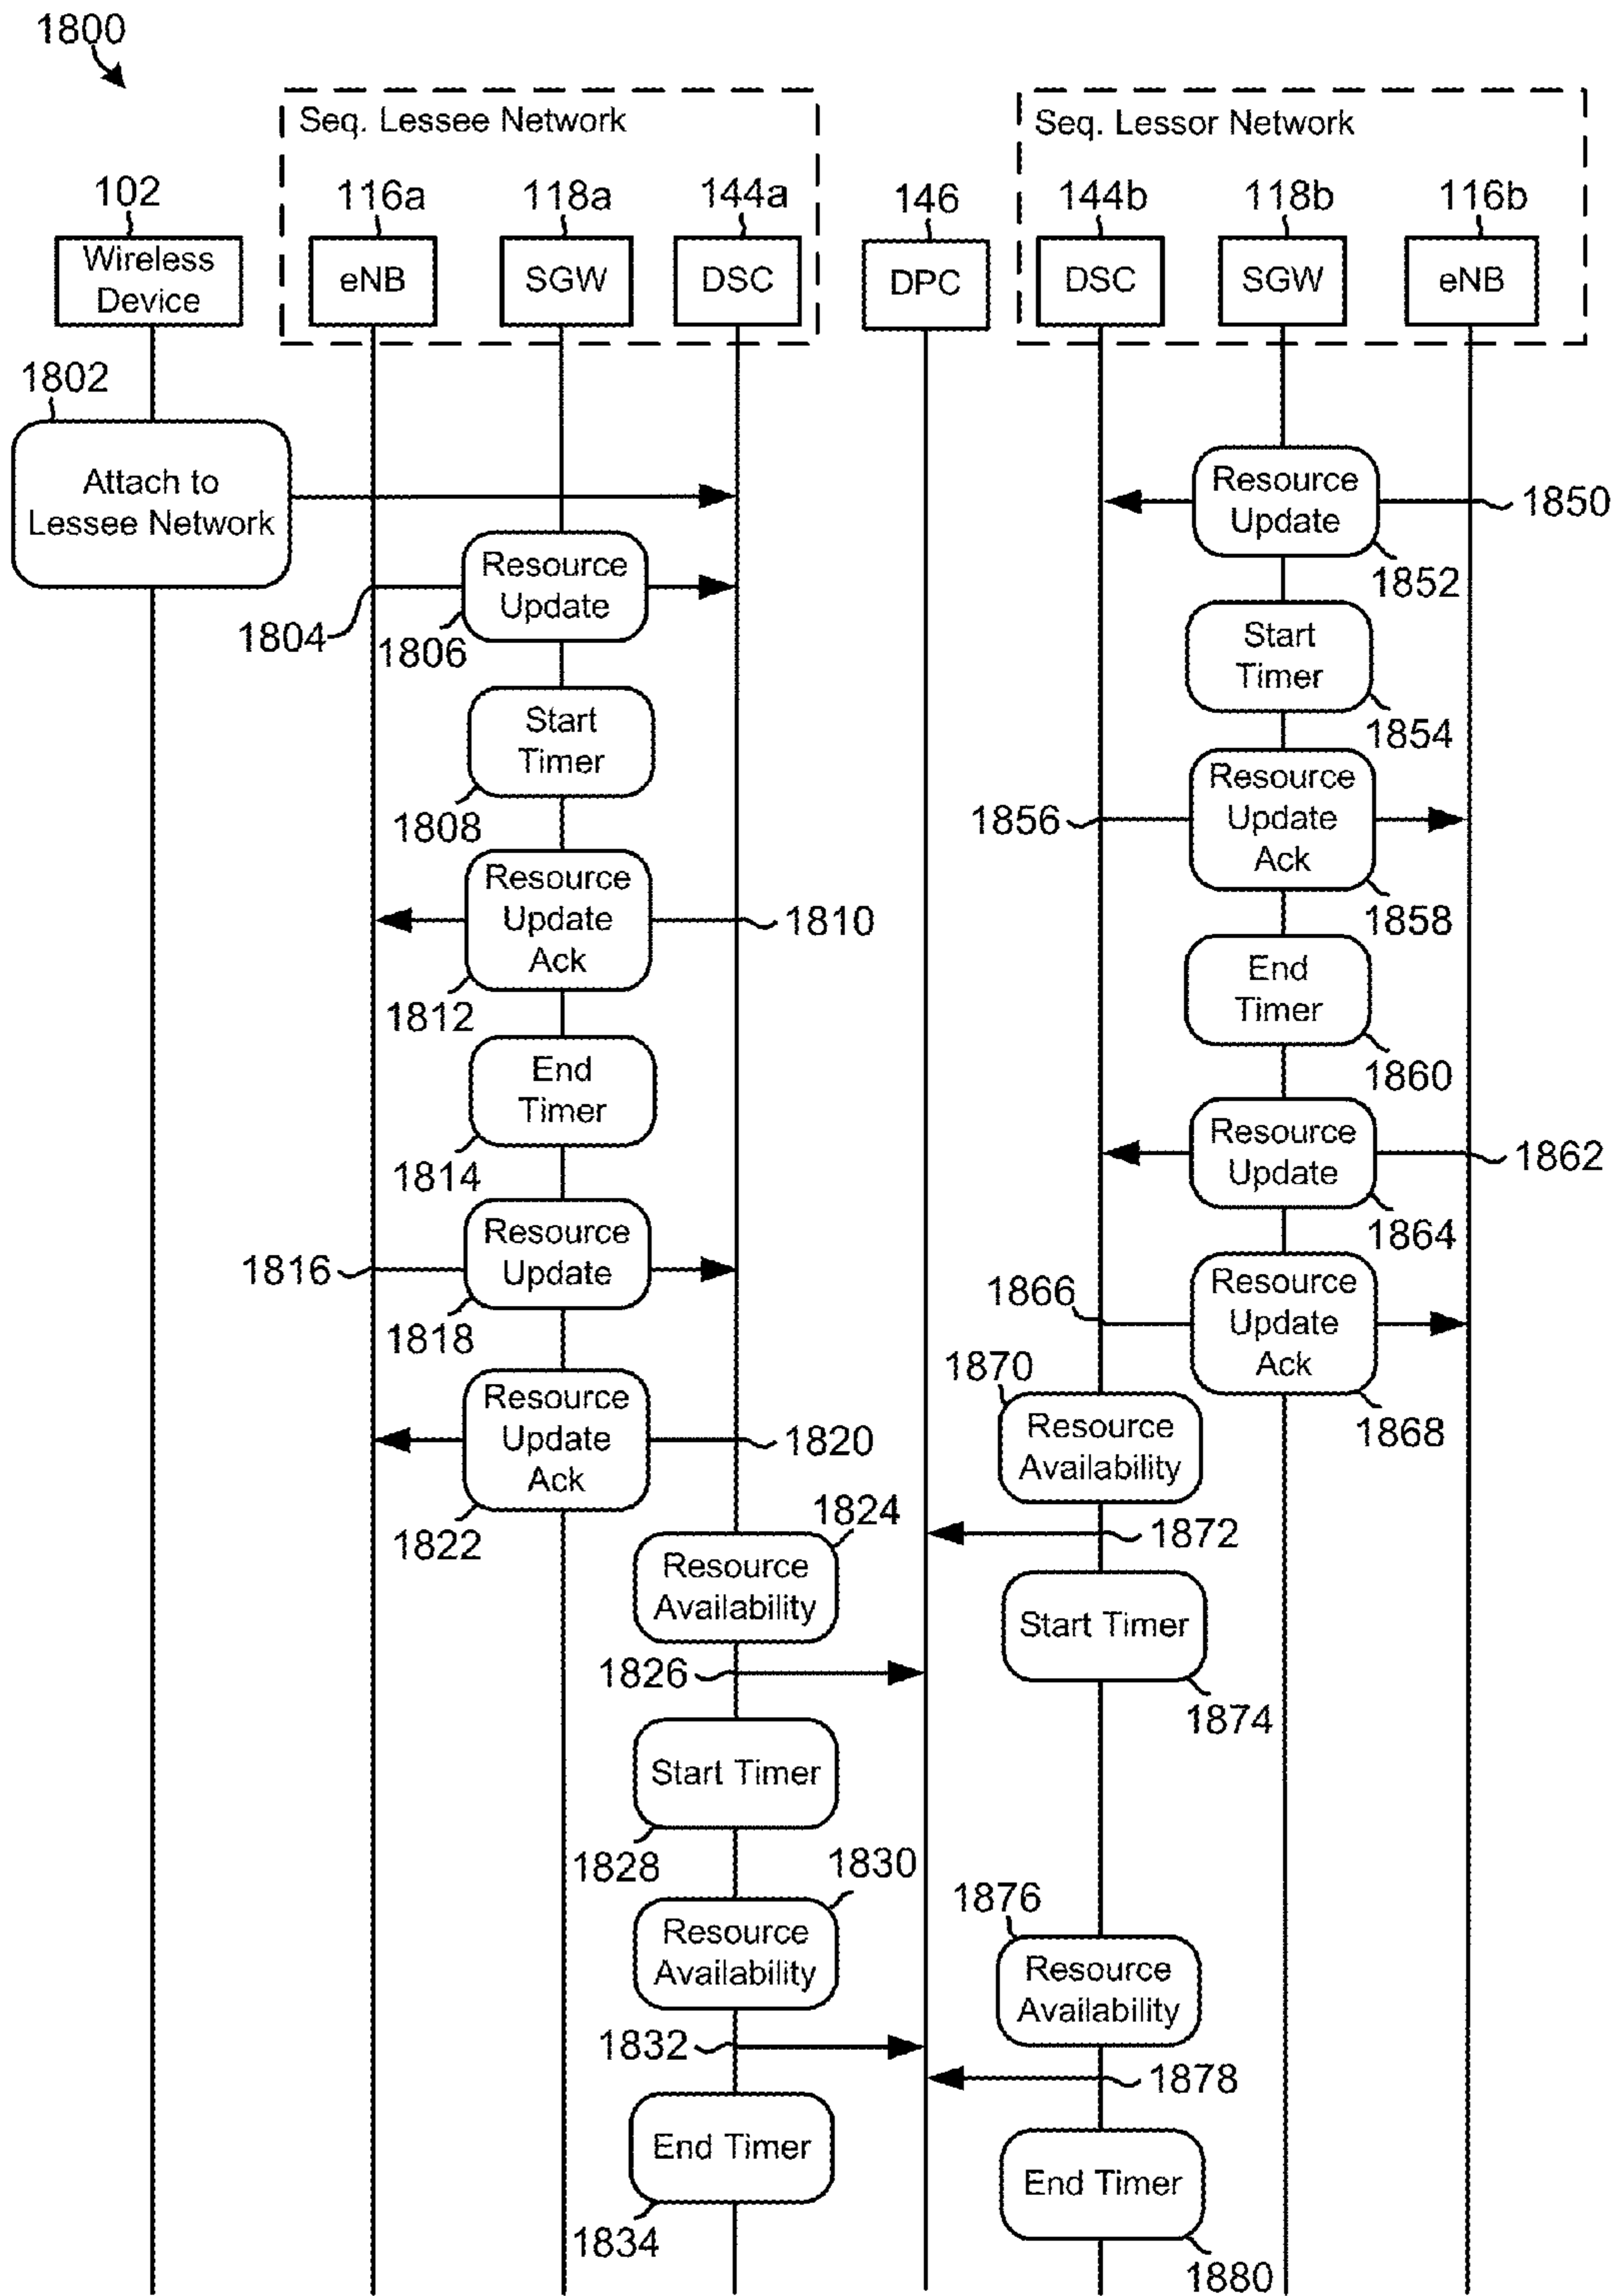 1800
Seq. Lessee Network
Seq. Lessor Network
102
116a
118a
144a
146
144b
118b
116b
Wireless
Device
eNB
SGW
DSC
DPC
DSC
SGW
eNB
1802
Attach to
Lessee Network
Resource
Update
1850
1852
Resource
Update
1804
1806
Start
Timer
1854
Start
Timer
1808
Resource
Update
Ack
1856
1858
Resource
Update
Ack
1810
1812
End
Timer
1860
End
Timer
1814
Resource
Update
1862
1864
Resource
Update
1816
1818
Resource
Update
Ack
1866
1868
Resource
Update
Ack
1820
1822
1870
Resource
Availability
1872
1824
Resource
Availability
1826
Start Timer
1874
Start Timer
1828
1830
Resource
Availability
1832
1876
Resource
Availability
1878
End Timer
1834
End Timer
1880